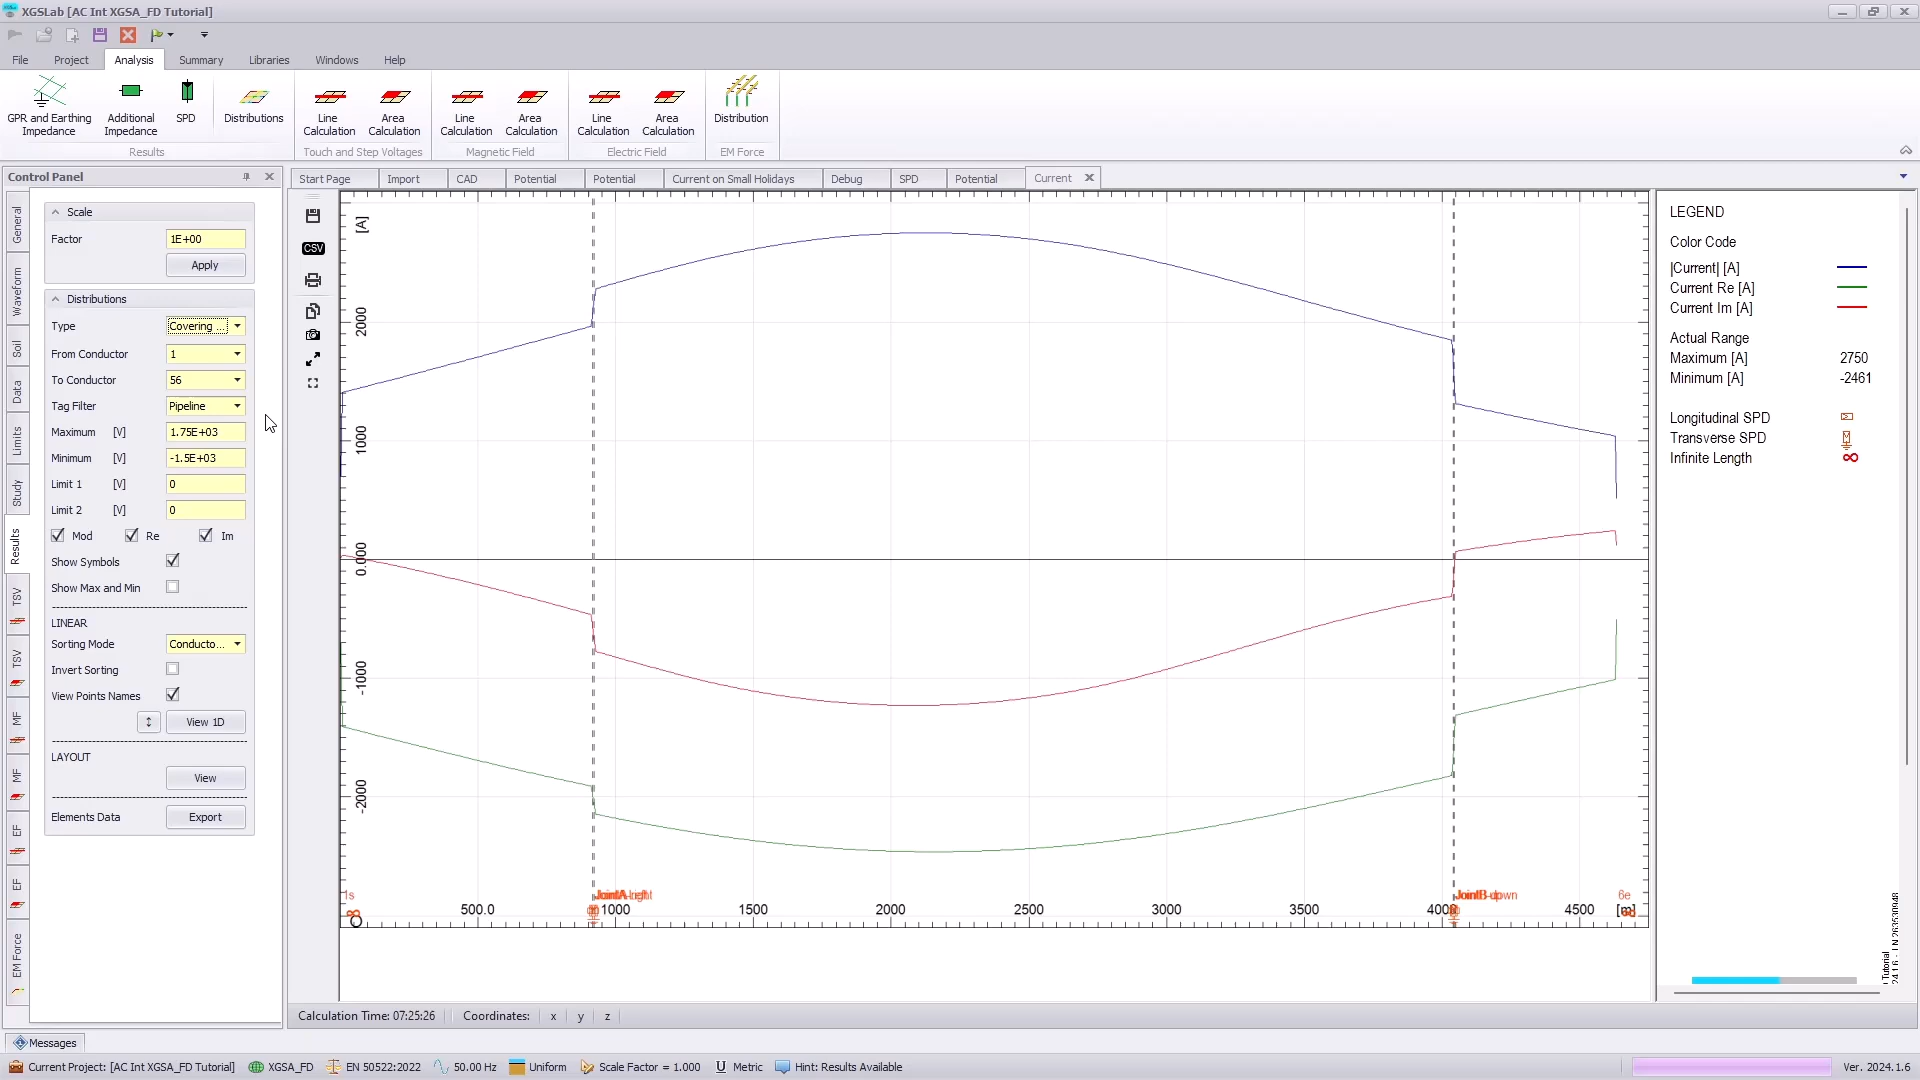 XGSLab [AC Int XGSA_FD Tutorial]
File Project Analysis Summary Libraries Windows Help
GPR and Earthing Impedance
Additional Impedance
SPD
Distributions
Line Calculation
Area Calculation
Line Calculation
Area Calculation
Line Calculation
Area Calculation
Distribution
Results
Touch and Step Voltages
Magnetic Field
Electric Field
EM Force
Control Panel
General
Waveform
Soil
Data
Limits
Study
Results
TSV
TSV
MF
MF
EF
EF
EM Force
Scale
Factor 1E+00
Apply
Distributions
Type Covering ...
From Conductor 1
To Conductor 56
Tag Filter Pipeline
Maximum [V] 1.75E+03
Minimum [V] -1.5E+03
Limit 1 [V] 0
Limit 2 [V] 0
Mod Re Im
Show Symbols
Show Max and Min
LINEAR
Sorting Mode Conducto...
Invert Sorting
View Points Names
View 1D
LAYOUT
View
Elements Data Export
Start Page Import CAD Potential Potential Current on Small Holidays Debug SPD Potential Current
CSV
[A]
2000
1000
0.000
-1000
-2000
1s
6e
O 500.0 1000 1500 2000 2500 3000 3500 4000 4500 [m]
LEGEND
Color Code
|Current| [A]
Current Re [A]
Current Im [A]
Actual Range
Maximum [A] 2750
Minimum [A] -2461
Longitudinal SPD
Transverse SPD
Infinite Length
Tutorial
Calculation Time: 07:25:26 Coordinates: x y z
Messages
Current Project: [AC Int XGSA_FD Tutorial] XGSA_FD EN 50522:2022 50.00 Hz Uniform Scale Factor = 1.000 U Metric Hint: Results Available Ver. 2024.1.6